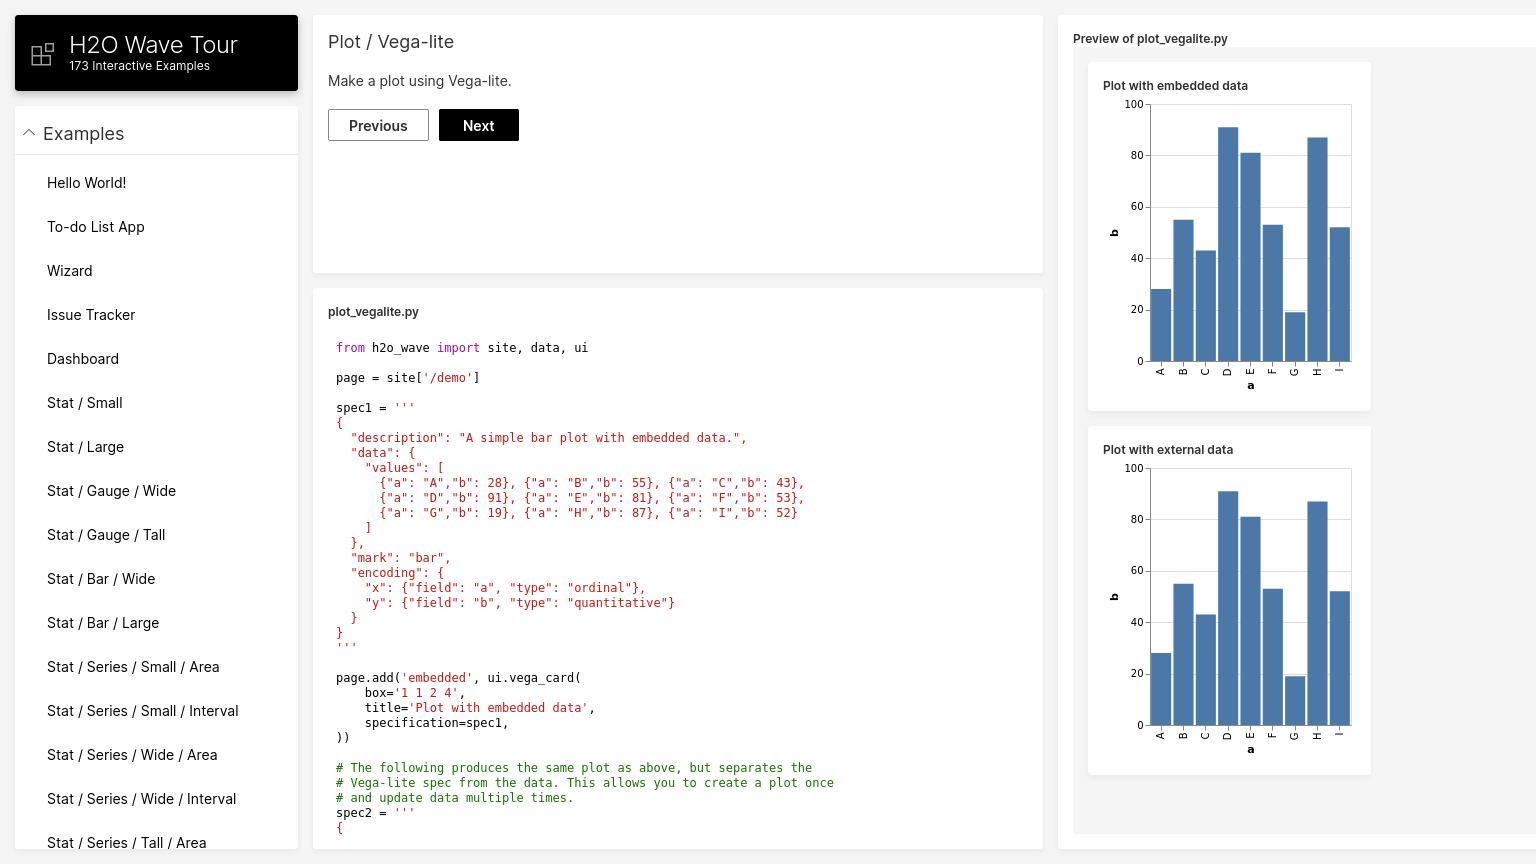 H2O Wave Tour
173 Interactive Examples
Examples
Hello World!
To-do List App
Wizard
Issue Tracker
Dashboard
Stat / Small
Stat / Large
Stat / Gauge / Wide
Stat / Gauge / Tall
Stat / Bar / Wide
Stat / Bar / Large
Stat / Series / Small / Area
Stat / Series / Small / Interval
Stat / Series / Wide / Area
Stat / Series / Wide / Interval
Stat / Series / Tall / Area
Plot / Vega-lite
Make a plot using Vega-lite.
Previous
Next
plot_vegalite.py
from h2o_wave import site, data, ui
page = site['/demo']
spec1 = '''
{
  "description": "A simple bar plot with embedded data.",
  "data": {
    "values": [
      {"a": "A","b": 28}, {"a": "B","b": 55}, {"a": "C","b": 43},
      {"a": "D","b": 91}, {"a": "E","b": 81}, {"a": "F","b": 53},
      {"a": "G","b": 19}, {"a": "H","b": 87}, {"a": "I","b": 52}
    ]
  },
  "mark": "bar",
  "encoding": {
    "x": {"field": "a", "type": "ordinal"},
    "y": {"field": "b", "type": "quantitative"}
  }
}
'''
page.add('embedded', ui.vega_card(
    box='1 1 2 4',
    title='Plot with embedded data',
    specification=spec1,
))
# The following produces the same plot as above, but separates the
# Vega-lite spec from the data. This allows you to create a plot once
# and update data multiple times.
spec2 = '''
{
Preview of plot_vegalite.py
Plot with embedded data
100
80
60
40
20
0
b
A B C D E F G H I
a
Plot with external data
100
80
60
40
20
0
b
A B C D E F G H I
a